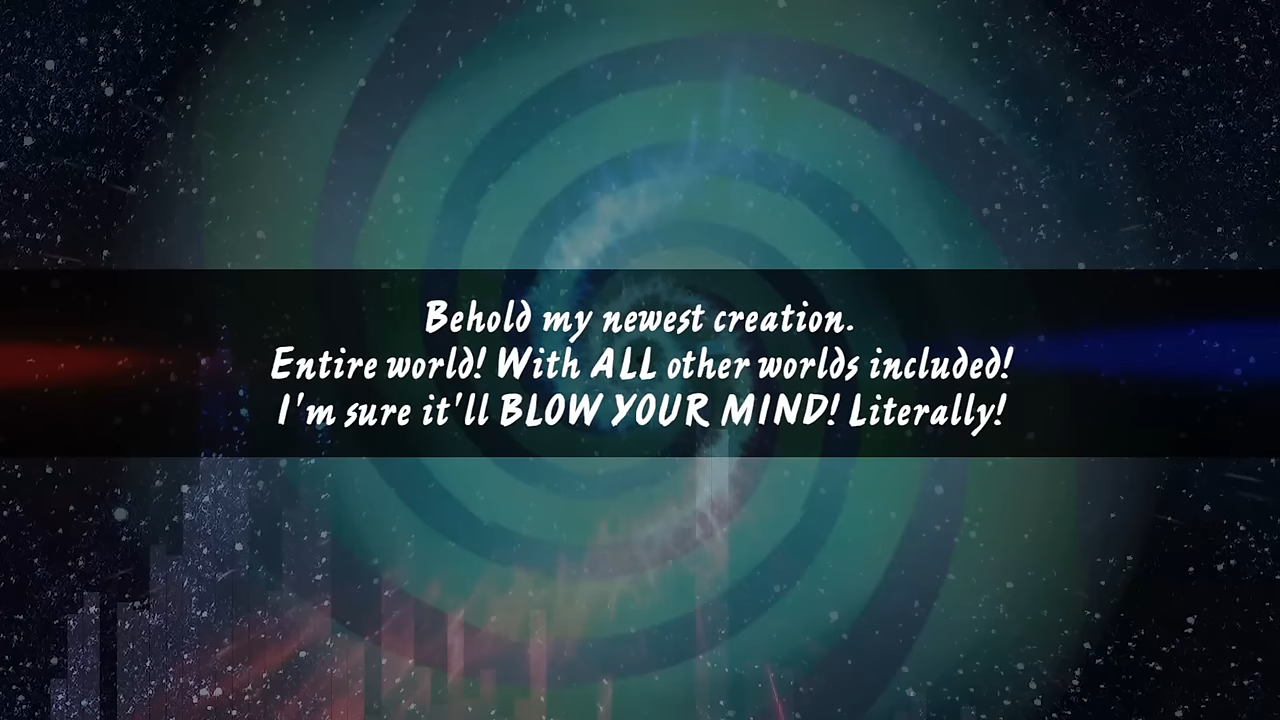 Behold my newest creation.
Entire world! With ALL other worlds included!
I'm sure it'll BLOW YOUR MIND! Literally!